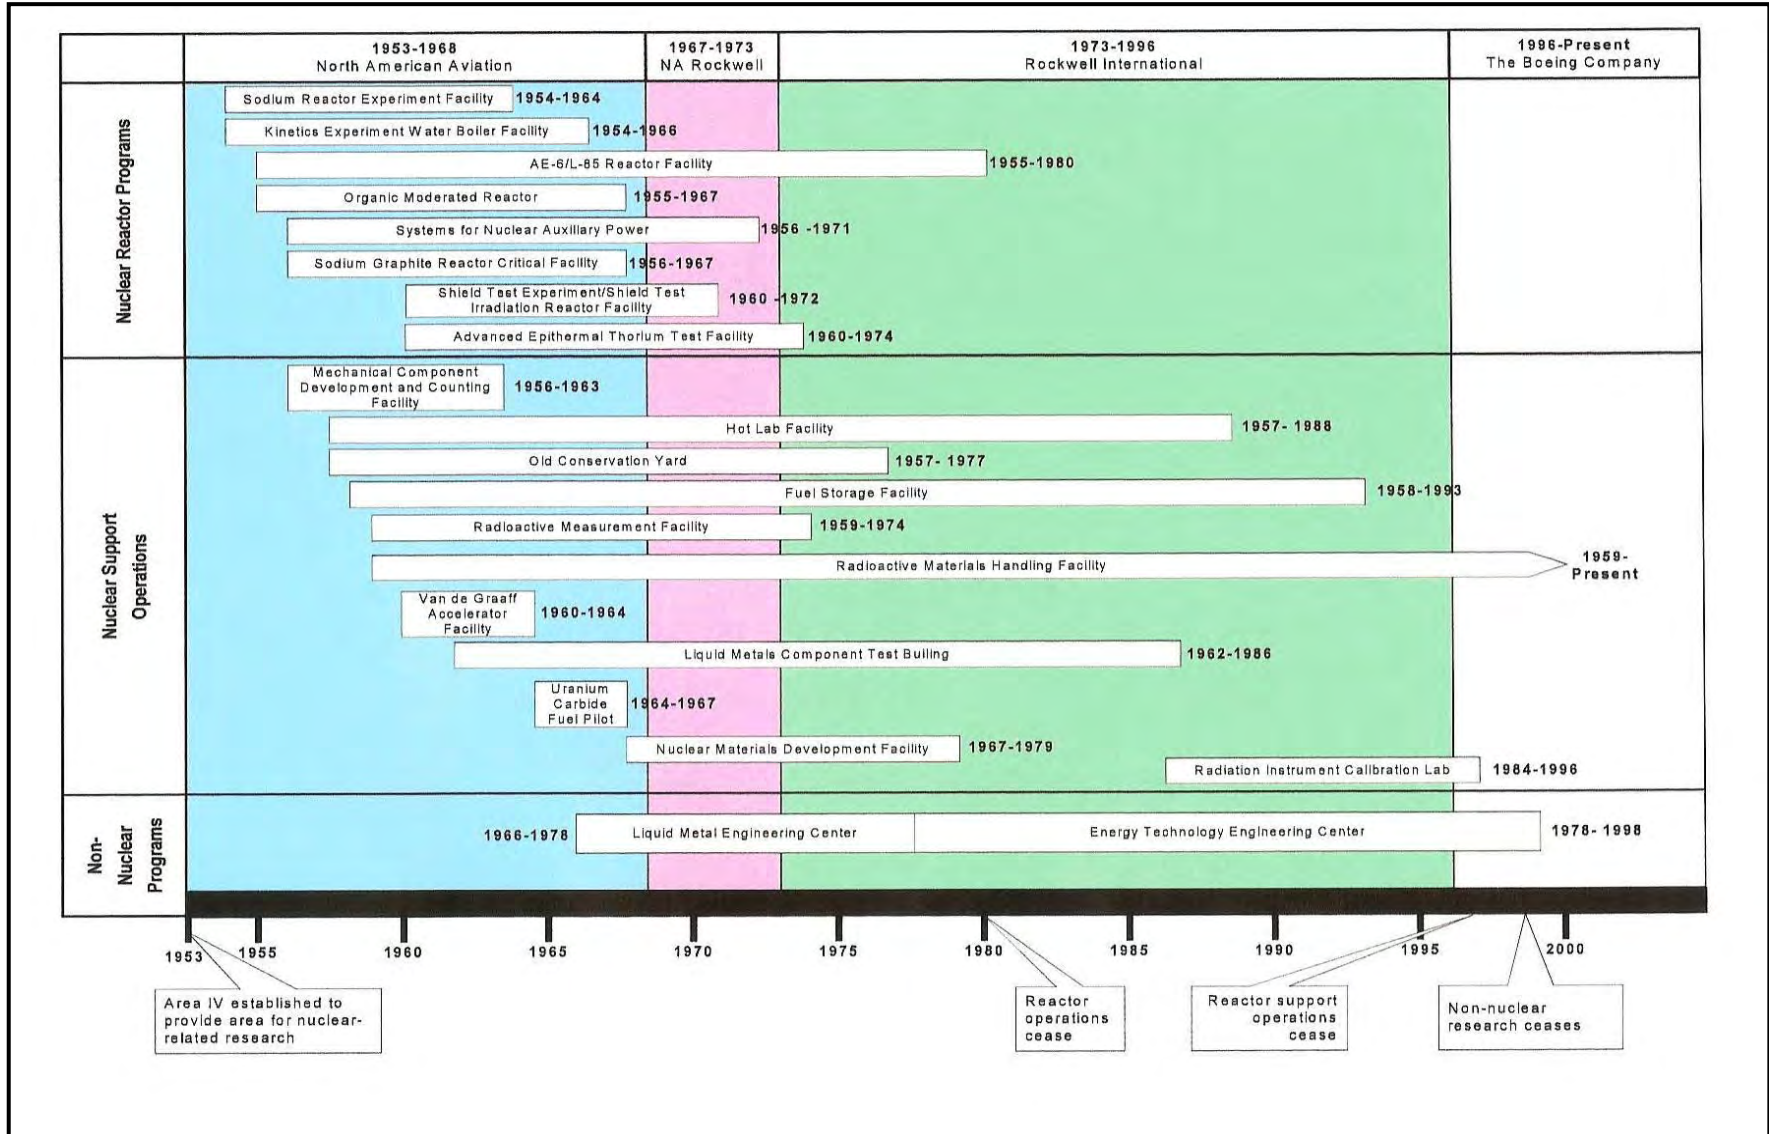 1953-1968
North American Aviation
1967-1973
NA Rockwell
1973-1996
Rockwell International
1996-Present
The Boeing Company
Nuclear Reactor Programs
Sodium Reactor Experiment Facility
1954-1964
Kinetics Experiment Water Boiler Facility
1954-1966
AE-6/L-85 Reactor Facility
1955-1980
Organic Moderated Reactor
1955-1967
Systems for Nuclear Auxiliary Power
1956 -1971
Sodium Graphite Reactor Critical Facility
1956-1967
Shield Test Experiment/Shield Test
Irradiation Reactor Facility
1960 -1972
Advanced Epithermal Thorium Test Facility
1960-1974
Nuclear Support
Operations
Mechanical Component
Development and Counting
Facility
1956-1963
Hot Lab Facility
1957- 1988
Old Conservation Yard
1957- 1977
Fuel Storage Facility
1958-1993
Radioactive Measurement Facility
1959-1974
Radioactive Materials Handling Facility
1959-
Present
Van de Graaff
Accelerator
Facility
1960-1964
Liquid Metals Component Test Builing
1962-1986
Uranium
Carbide
Fuel Pilot
1964-1967
Nuclear Materials Development Facility
1967-1979
Radiation Instrument Calibration Lab
1984-1996
Non-
Nuclear
Programs
1966-1978
Liquid Metal Engineering Center
Energy Technology Engineering Center
1978- 1998
1953
1955
1960
1965
1970
1975
1980
1985
1990
1995
2000
Area IV established to
provide area for nuclear-
related research
Reactor
operations
cease
Reactor support
operations
cease
Non-nuclear
research ceases